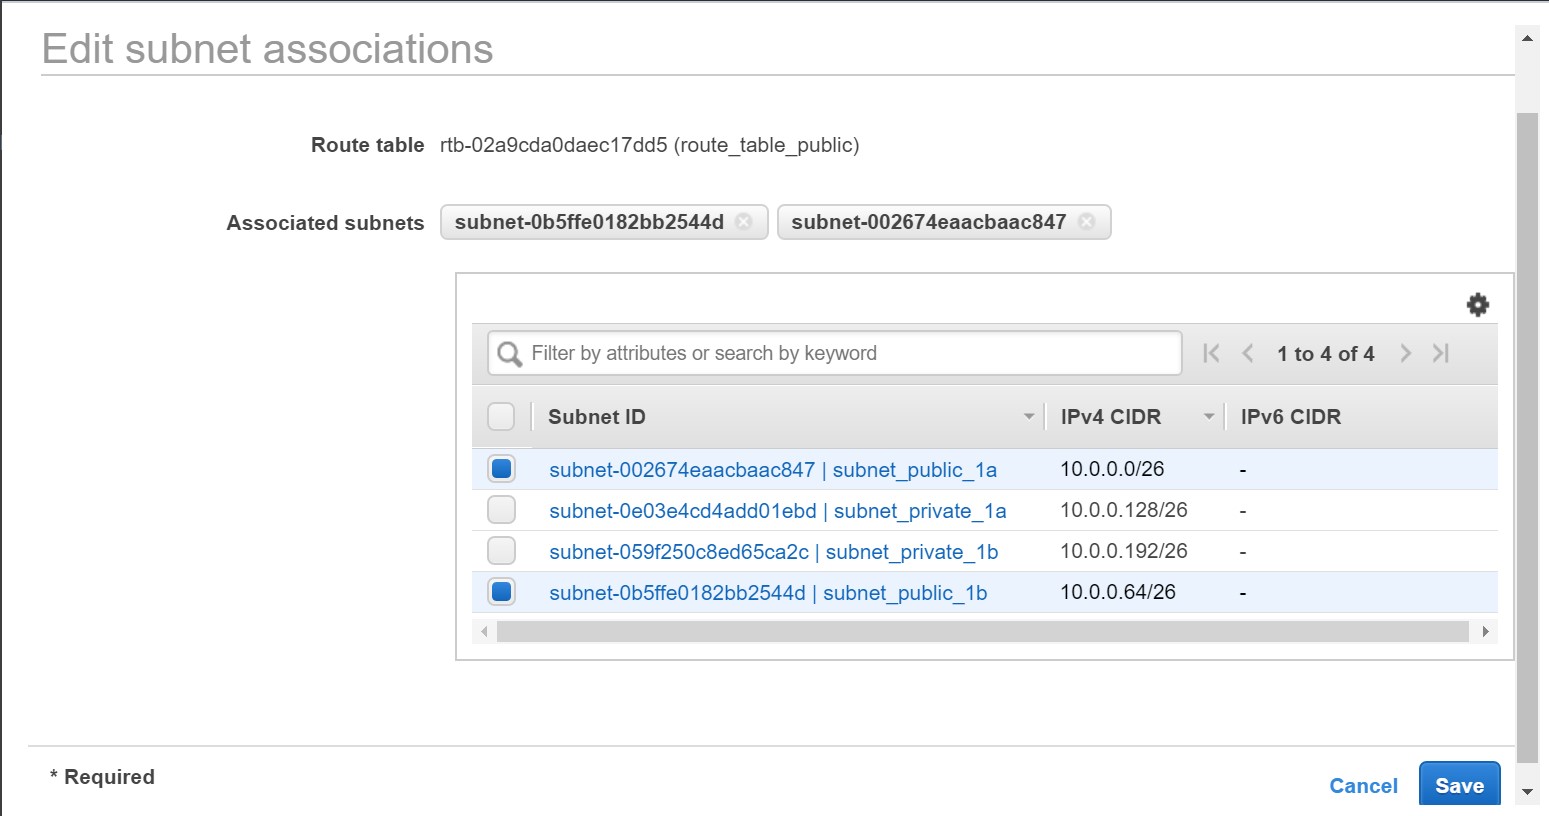 Edit subnet associations
Route table rtb-02a9cda0daec17dd5 (route_table_public)
Associated subnets subnet-0b5ffe0182bb2544d subnet-002674eaacbaac847
Filter by attributes or search by keyword 1 to 4 of 4
Subnet ID IPv4 CIDR IPv6 CIDR
subnet-002674eaacbaac847 | subnet_public_1a 10.0.0.0/26 -
subnet-0e03e4cd4add01ebd | subnet_private_1a 10.0.0.128/26 -
subnet-059f250c8ed65ca2c | subnet_private_1b 10.0.0.192/26 -
subnet-0b5ffe0182bb2544d | subnet_public_1b 10.0.0.64/26 -
* Required
Cancel Save